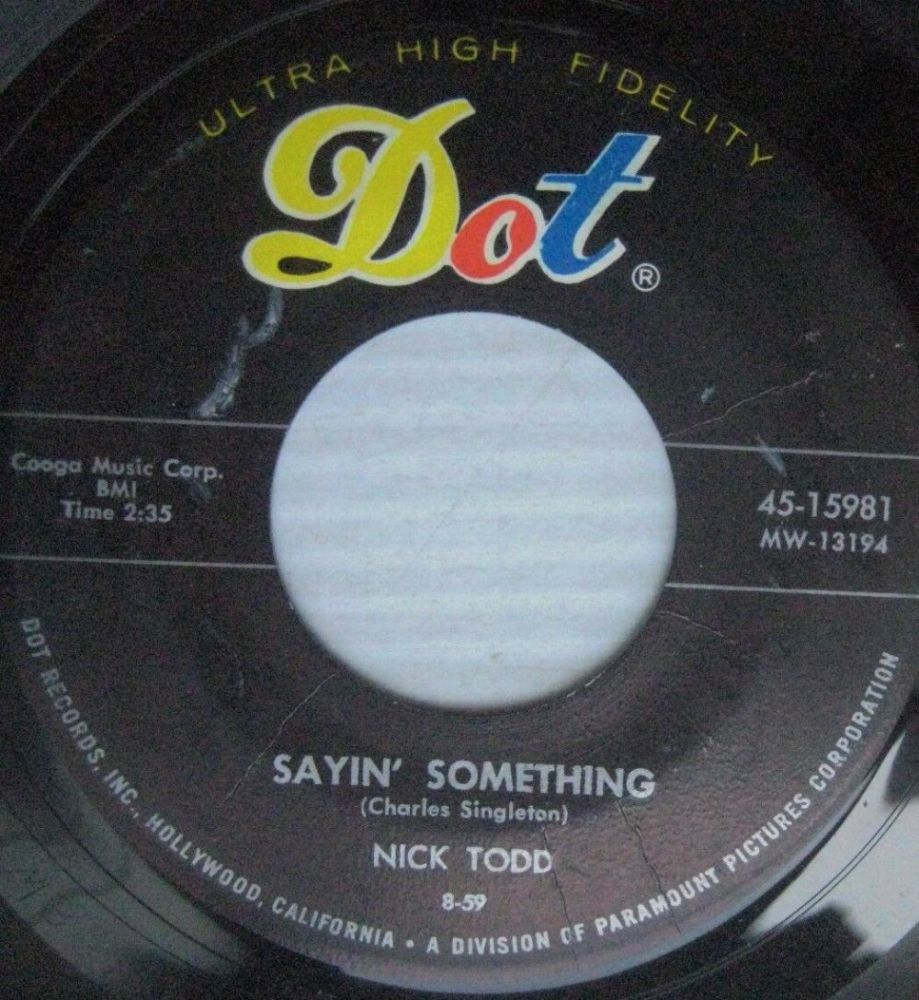 ULTRA HIGH FIDELITY
Dot®
Cooga Music Corp.
BMI
Time 2:35
45-15981
MW-13194
SAYIN' SOMETHING
(Charles Singleton)
NICK TODD
8-59
DOT RECORDS, INC., HOLLYWOOD, CALIFORNIA • A DIVISION OF PARAMOUNT PICTURES CORPORATION